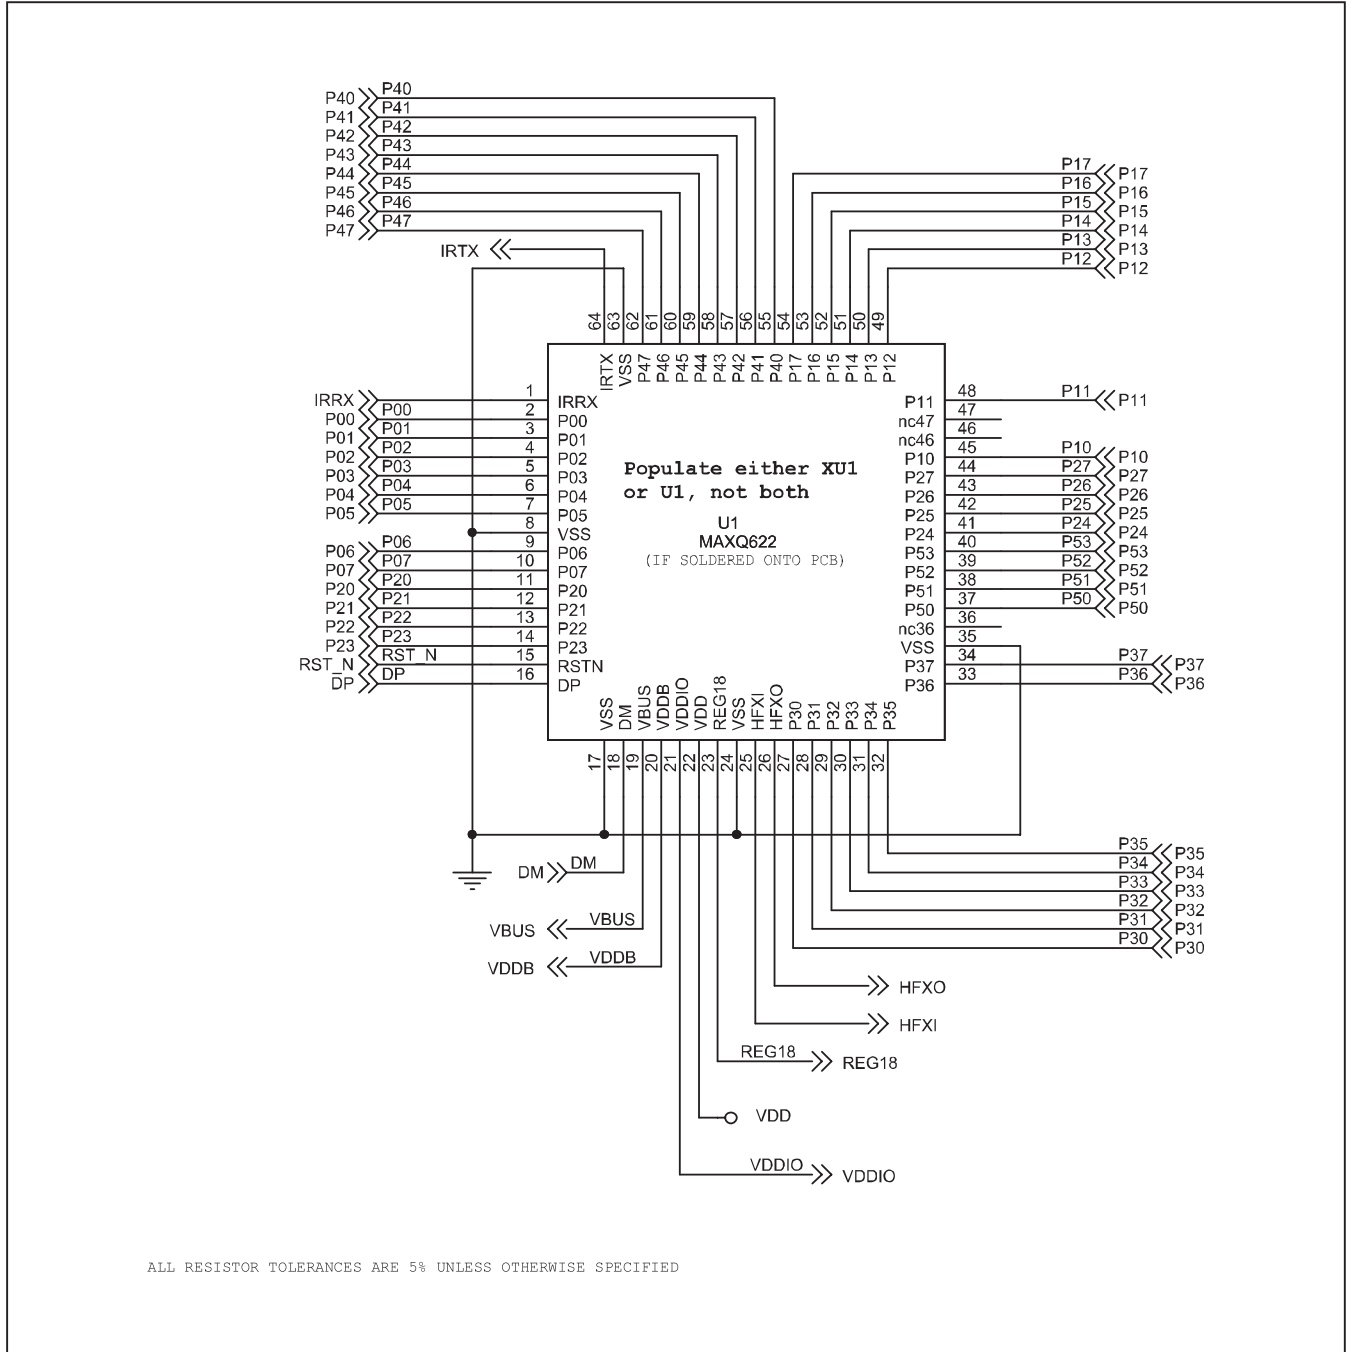 P40 P40
P41 P41
P42 P42
P43 P43
P44 P44
P45 P45
P46 P46
P47 P47
IRTX
P17 P17
P16 P16
P15 P15
P14 P14
P13 P13
P12 P12
64 63 62 61 60 59 58 57 56 55 54 53 52 51 50 49
IRTX VSS P47 P46 P45 P44 P43 P42 P41 P40 P17 P16 P15 P14 P13 P12
IRRX 1 IRRX
P00 P00 2 P00
P01 P01 3 P01
P02 P02 4 P02
P03 P03 5 P03
P04 P04 6 P04
P05 P05 7 P05
8 VSS
P06 P06 9 P06
P07 P07 10 P07
P20 P20 11 P20
P21 P21 12 P21
P22 P22 13 P22
P23 P23 14 P23
RST_N RST_N 15 RSTN
DP DP 16 DP
Populate either XU1
or U1, not both
U1
MAXQ622
(IF SOLDERED ONTO PCB)
P11 48 P11 P11
nc47 47
nc46 46
P10 45 P10 P10
P27 44 P27 P27
P26 43 P26 P26
P25 42 P25 P25
P24 41 P24 P24
P53 40 P53 P53
P52 39 P52 P52
P51 38 P51 P51
P50 37 P50 P50
nc36 36
VSS 35
P37 34 P37 P37
P36 33 P36 P36
VSS DM VBUS VDDB VDDIO VDD REG18 VSS HFXI HFXO P30 P31 P32 P33 P34 P35
17 18 19 20 21 22 23 24 25 26 27 28 29 30 31 32
P35 P35
P34 P34
P33 P33
P32 P32
P31 P31
P30 P30
DM DM
VBUS VBUS
VDDB VDDB
HFXO
HFXI
REG18 REG18
VDD
VDDIO VDDIO
ALL RESISTOR TOLERANCES ARE 5% UNLESS OTHERWISE SPECIFIED